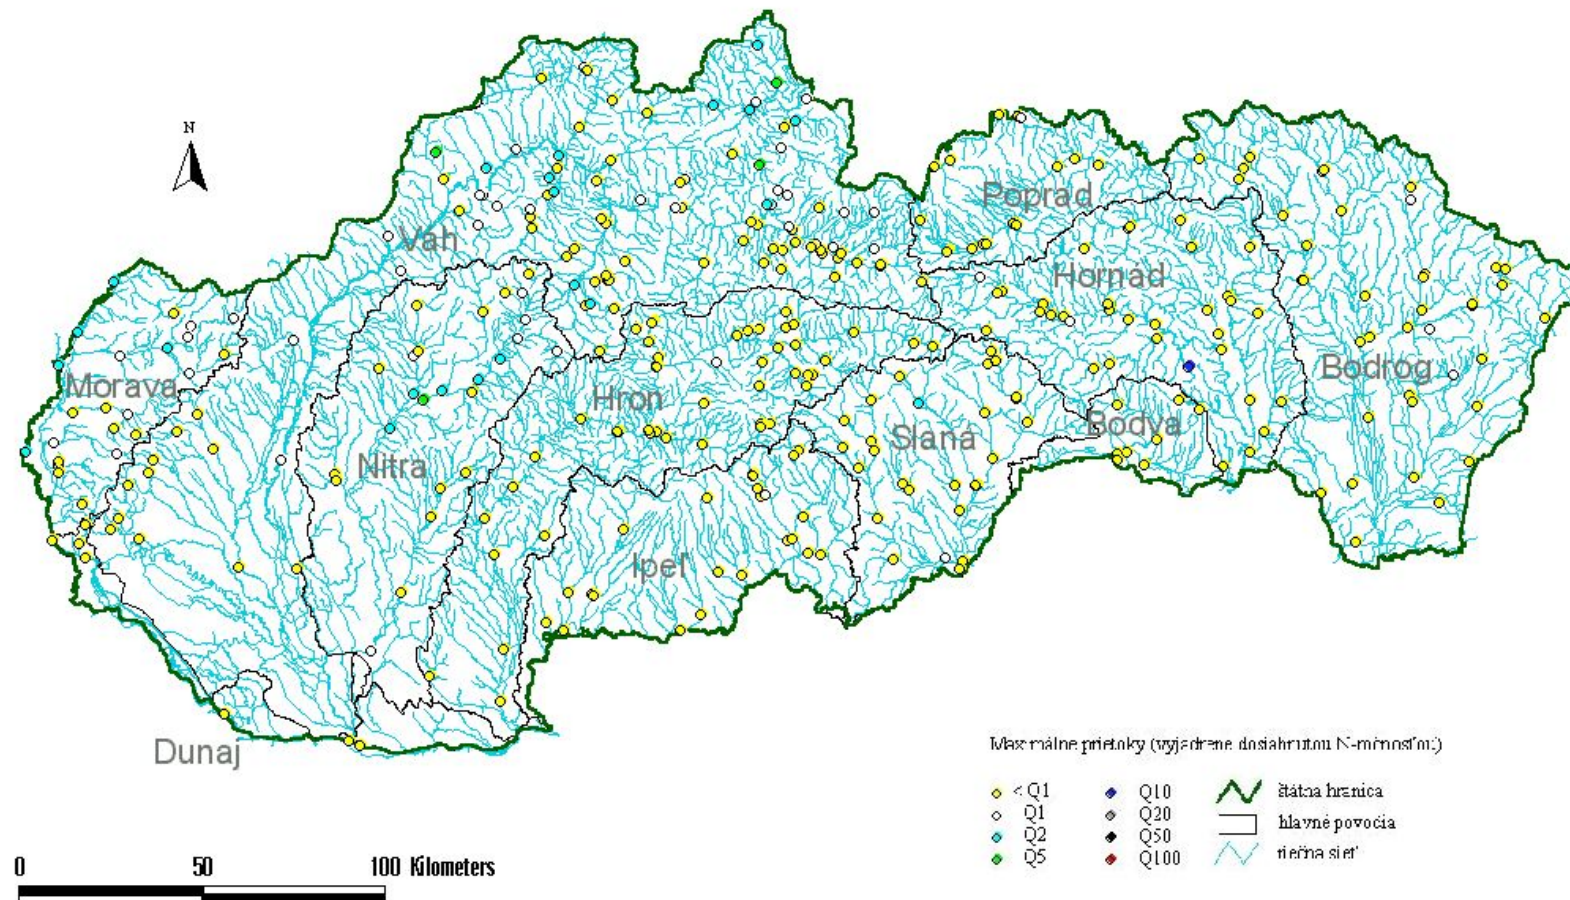 N
Poprad
Váh
Hornád
Morava
Bodrog
Hron
Slaná
Bodva
Nitra
Ipeľ
Dunaj
Maximálne prietoky (vyjadrené dosiahnutou N-ročnosťou)
< Q1
Q1
Q2
Q5
Q10
Q20
Q50
Q100
štátna hranica
hlavné povodia
riečna sieť
0 50 100 Kilometers